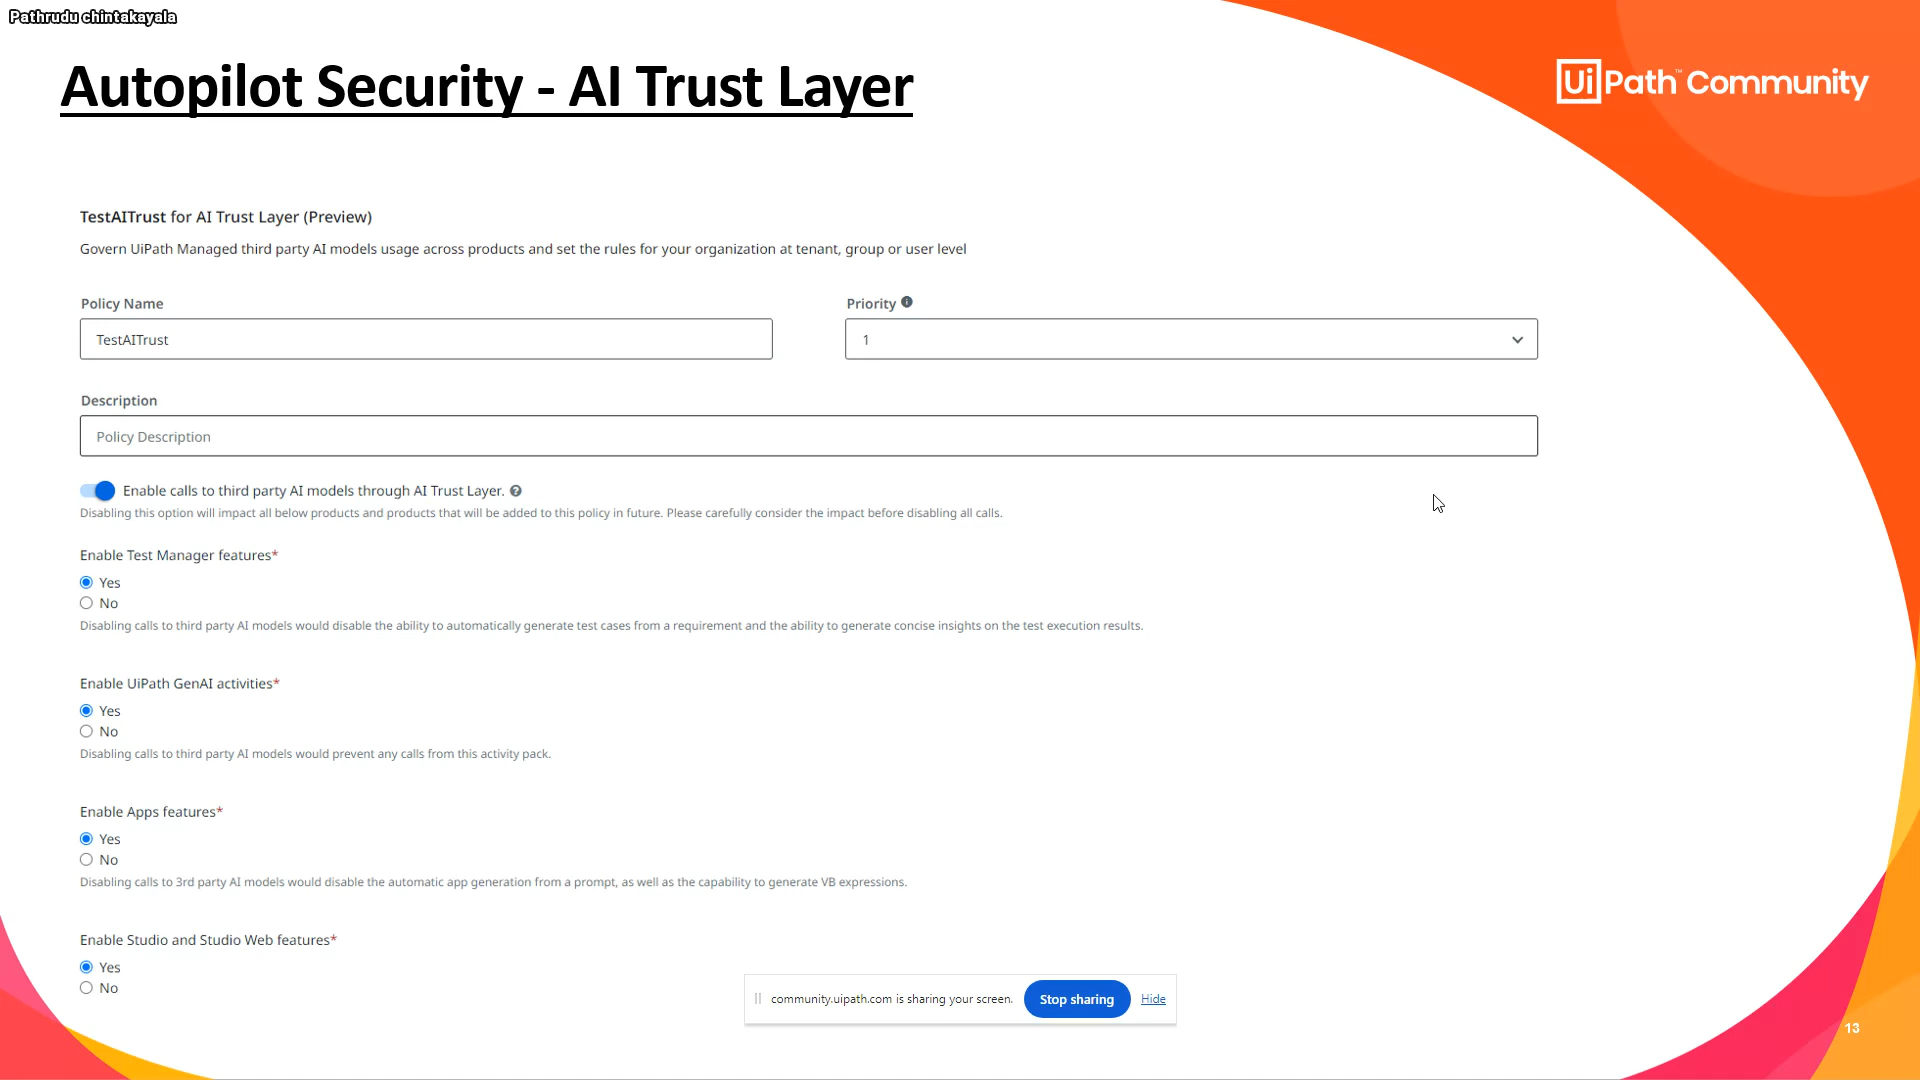 Pathrudu chintakayala
Autopilot Security - AI Trust Layer
UiPath™ Community
TestAITrust for AI Trust Layer (Preview)
Govern UiPath Managed third party AI models usage across products and set the rules for your organization at tenant, group or user level
Policy Name
Priority
TestAITrust
1
Description
Policy Description
Enable calls to third party AI models through AI Trust Layer.
Disabling this option will impact all below products and products that will be added to this policy in future. Please carefully consider the impact before disabling all calls.
Enable Test Manager features*
Yes
No
Disabling calls to third party AI models would disable the ability to automatically generate test cases from a requirement and the ability to generate concise insights on the test execution results.
Enable UiPath GenAI activities*
Yes
No
Disabling calls to third party AI models would prevent any calls from this activity pack.
Enable Apps features*
Yes
No
Disabling calls to 3rd party AI models would disable the automatic app generation from a prompt, as well as the capability to generate VB expressions.
Enable Studio and Studio Web features*
Yes
No
community.uipath.com is sharing your screen.
Stop sharing
Hide
13